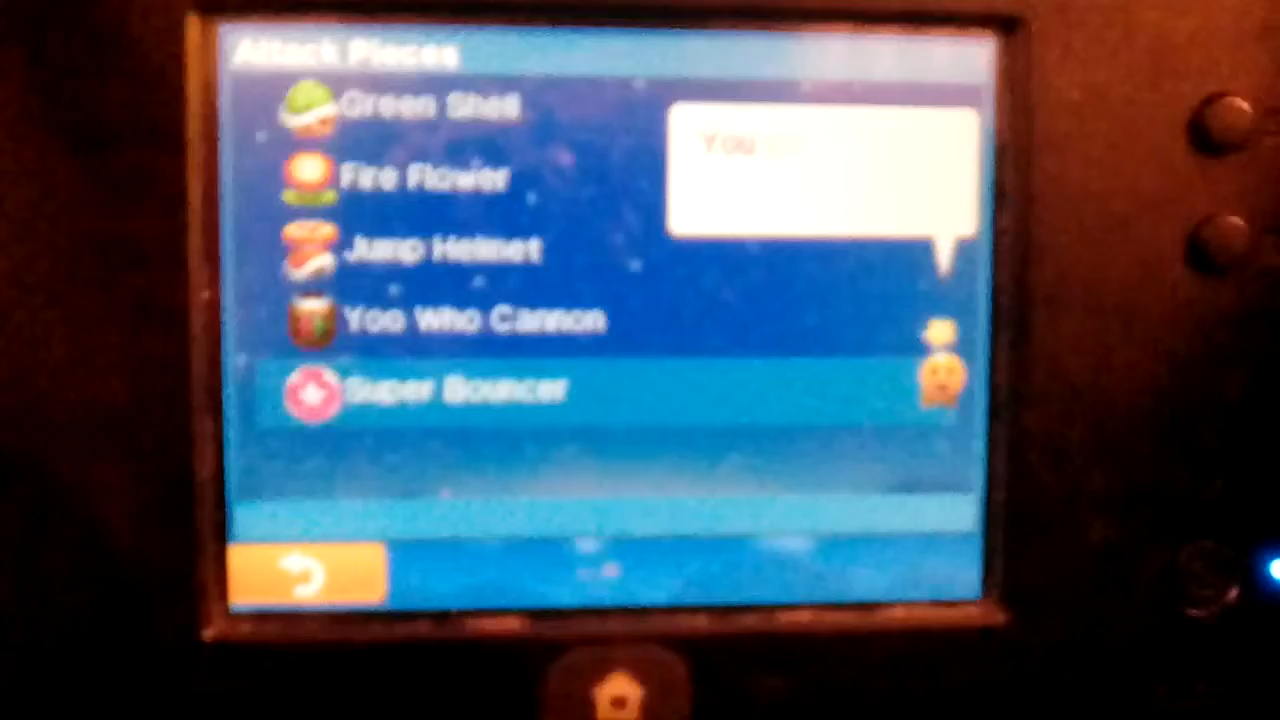 Attack Pieces
Green Shell
You
Fire Flower
Jump Helmet
Yoo Who Cannon
Super Bouncer